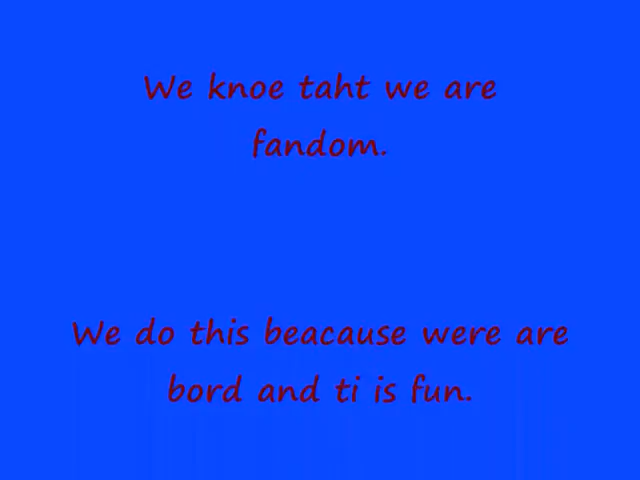 We knoe taht we are
fandom.
We do this beacause were are
bord and ti is fun.